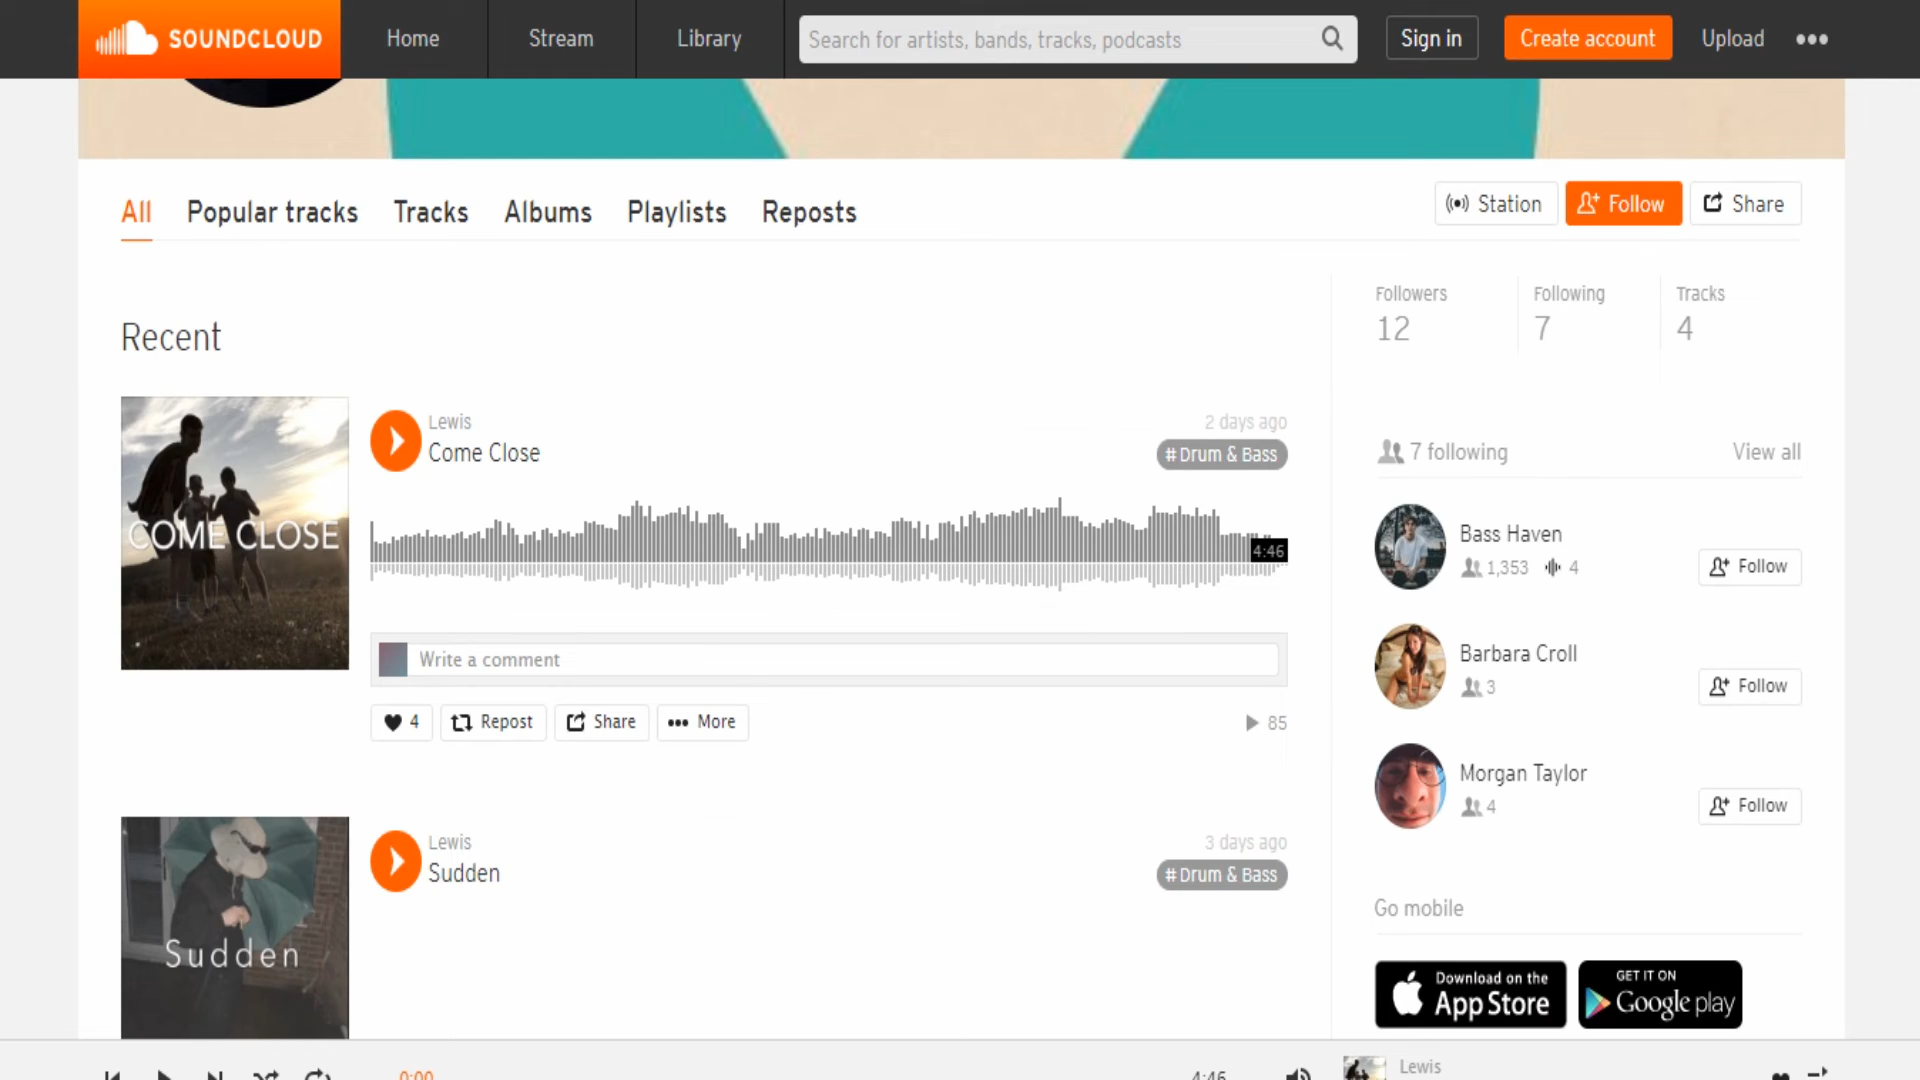 SOUNDCLOUD
Home
Stream
Library
Search for artists, bands, tracks, podcasts
Sign in
Create account
Upload
All
Popular tracks
Tracks
Albums
Playlists
Reposts
Station
Follow
Share
Followers
12
Following
7
Tracks
4
Recent
COME CLOSE
Lewis
Come Close
2 days ago
# Drum & Bass
4:46
Write a comment
4
Repost
Share
More
85
7 following
View all
Bass Haven
1,353
4
Follow
Barbara Croll
3
Follow
Morgan Taylor
4
Follow
Sudden
Lewis
Sudden
3 days ago
# Drum & Bass
Go mobile
Download on the
App Store
GET IT ON
Google play
0:00
4:46
Lewis